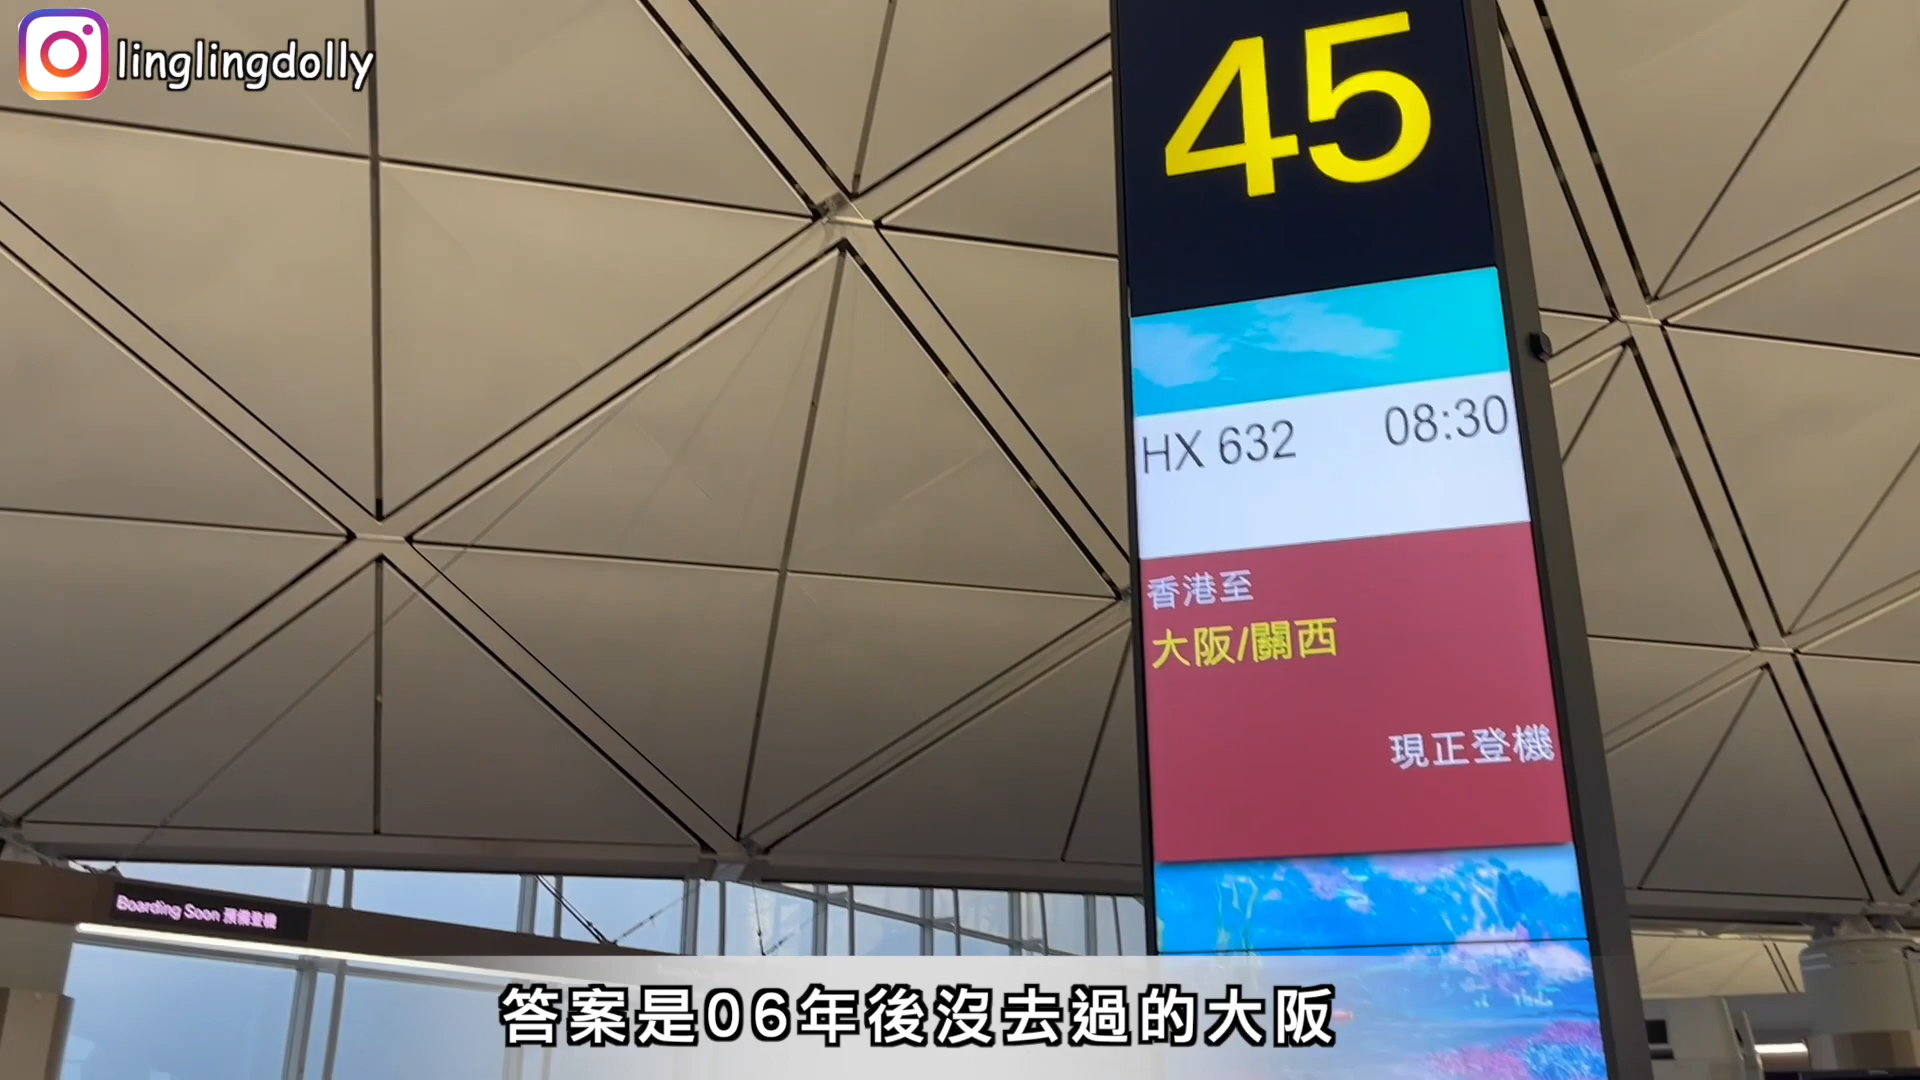 linglingdolly
45
HX 632 08:30
香港至
大阪/關西
現正登機
Boarding Soon 預備登機
答案是06年後沒去過的大阪